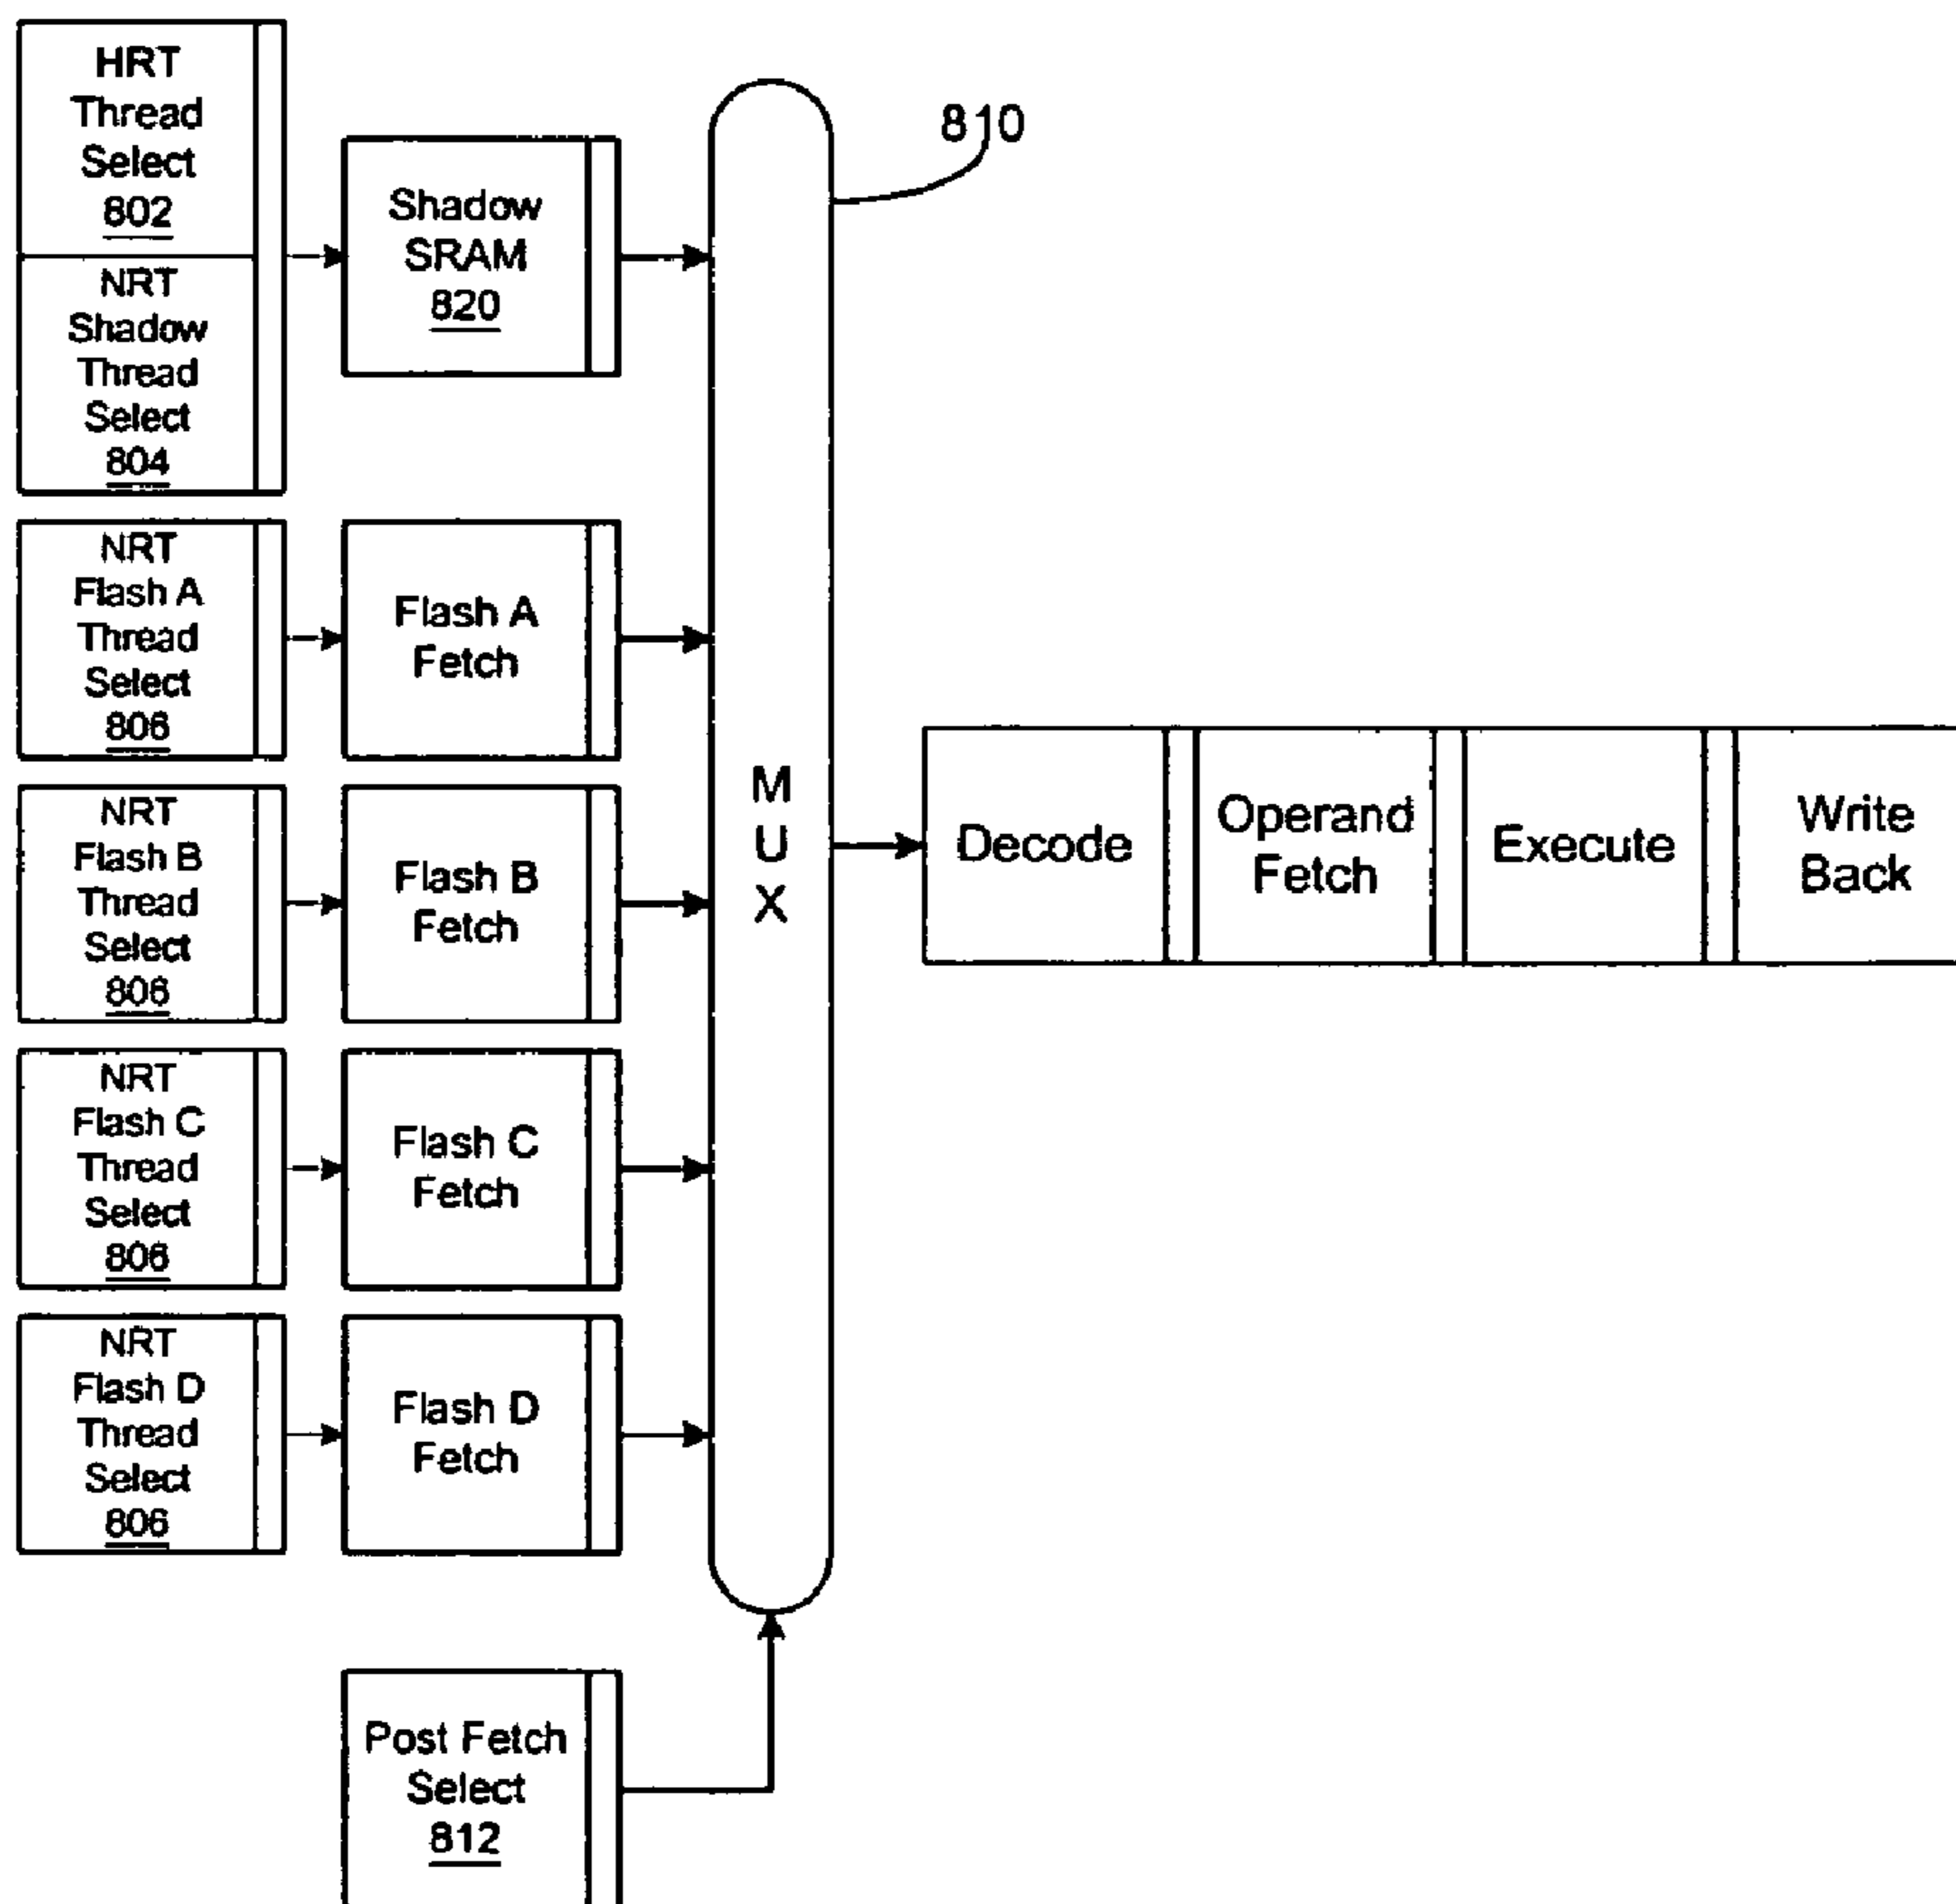 HRT
Thread
Select
802
NRT
Shadow
Thread
Select
804
Shadow
SRAM
820
810
NRT
Flash A
Thread
Select
806
Flash A
Fetch
NRT
Flash B
Thread
Select
806
Flash B
Fetch
NRT
Flash C
Thread
Select
806
Flash C
Fetch
NRT
Flash D
Thread
Select
806
Flash D
Fetch
M
U
X
Decode
Operand
Fetch
Execute
Write
Back
Post Fetch
Select
812